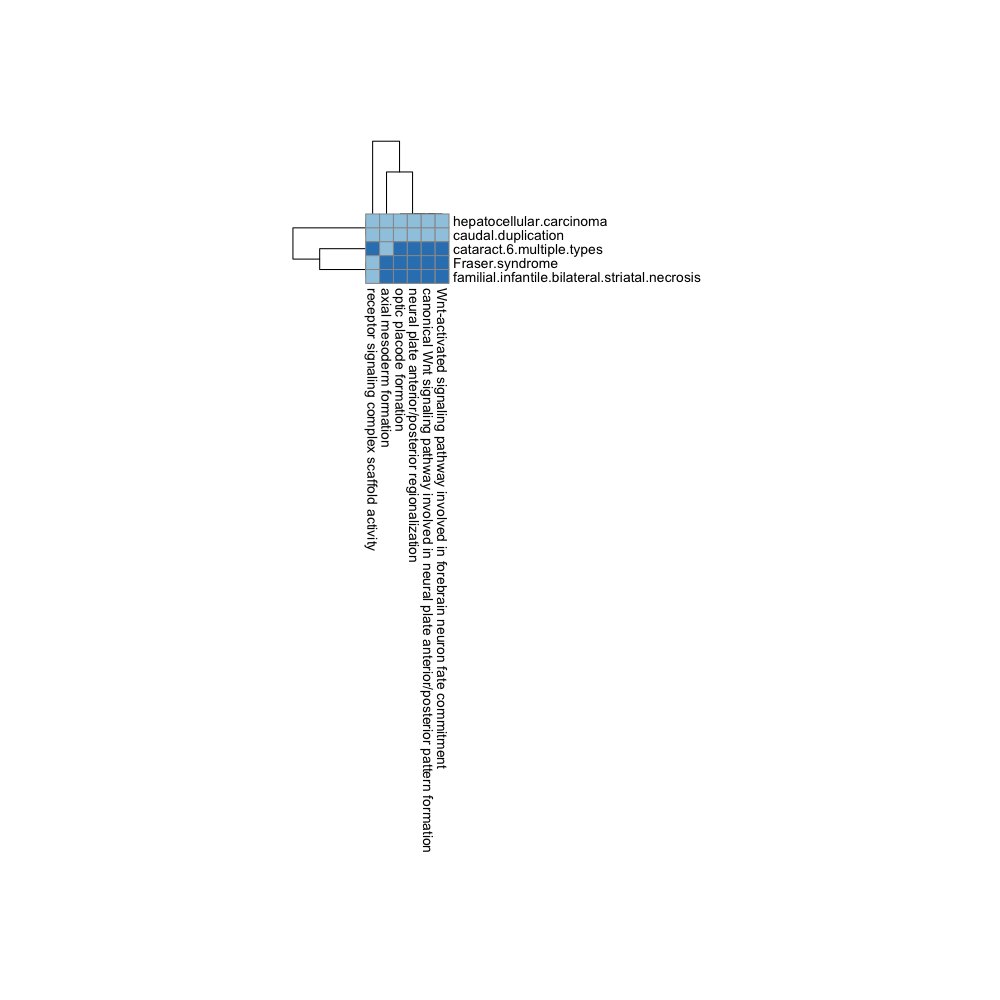 hepatocellular.carcinoma
caudal.duplication
cataract.6.multiple.types
Fraser.syndrome
familial.infantile.bilateral.striatal.necrosis
receptor signaling complex scaffold activity
axial mesoderm formation
optic placode formation
neural plate anterior/posterior regionalization
canonical Wnt signaling pathway involved in neural plate anterior/posterior pattern formation
Wnt-activated signaling pathway involved in forebrain neuron fate commitment